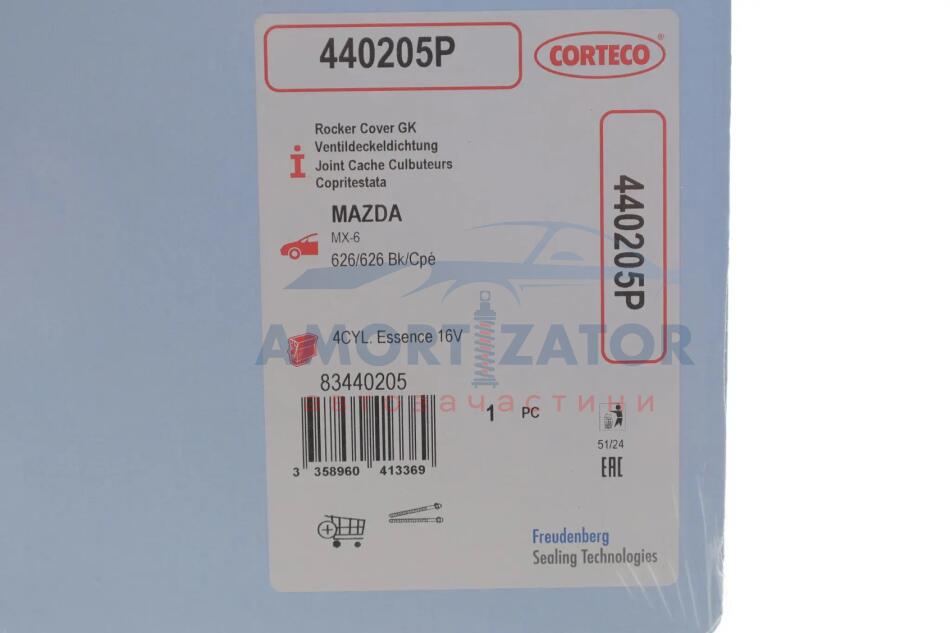 440205P
CORTECO®
Rocker Cover GK
Ventildeckeldichtung
Joint Cache Culbuteurs
Copritestata
MAZDA
MX-6
626/626 Bk/Cpé
440205P
AMORTIZATOR
4CYL. Essence 16V
83440205
автозачастини
1 PC
3 358960 413369
51/24
EAC
Freudenberg
Sealing Technologies